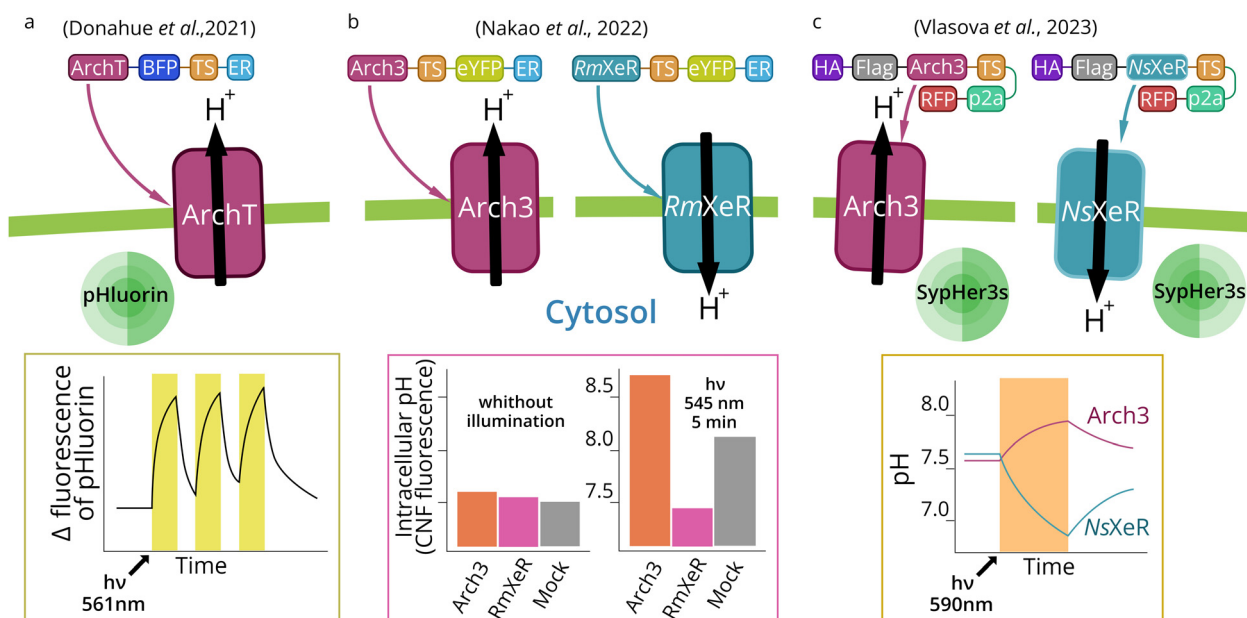 a
(Donahue et al.,2021)
ArchT BFP TS ER
H+
ArchT
pHluorin
Δ fluorescence
of pHluorin
Time
hν
561nm
b
(Nakao et al., 2022)
Arch3 TS eYFP ER
RmXeR TS eYFP ER
H+
Arch3
RmXeR
H+
Cytosol
Intracellular pH
(CNF fluorescence)
whithout
illumination
8.5
8.0
7.5
hν
545 nm
5 min
Arch3
RmXeR
Mock
Arch3
RmXeR
Mock
c
(Vlasova et al., 2023)
HA Flag Arch3 TS
RFP p2a
HA Flag NsXeR TS
RFP p2a
H+
Arch3
SypHer3s
NsXeR
H+
SypHer3s
pH
8.0
7.5
7.0
Arch3
NsXeR
Time
hν
590nm